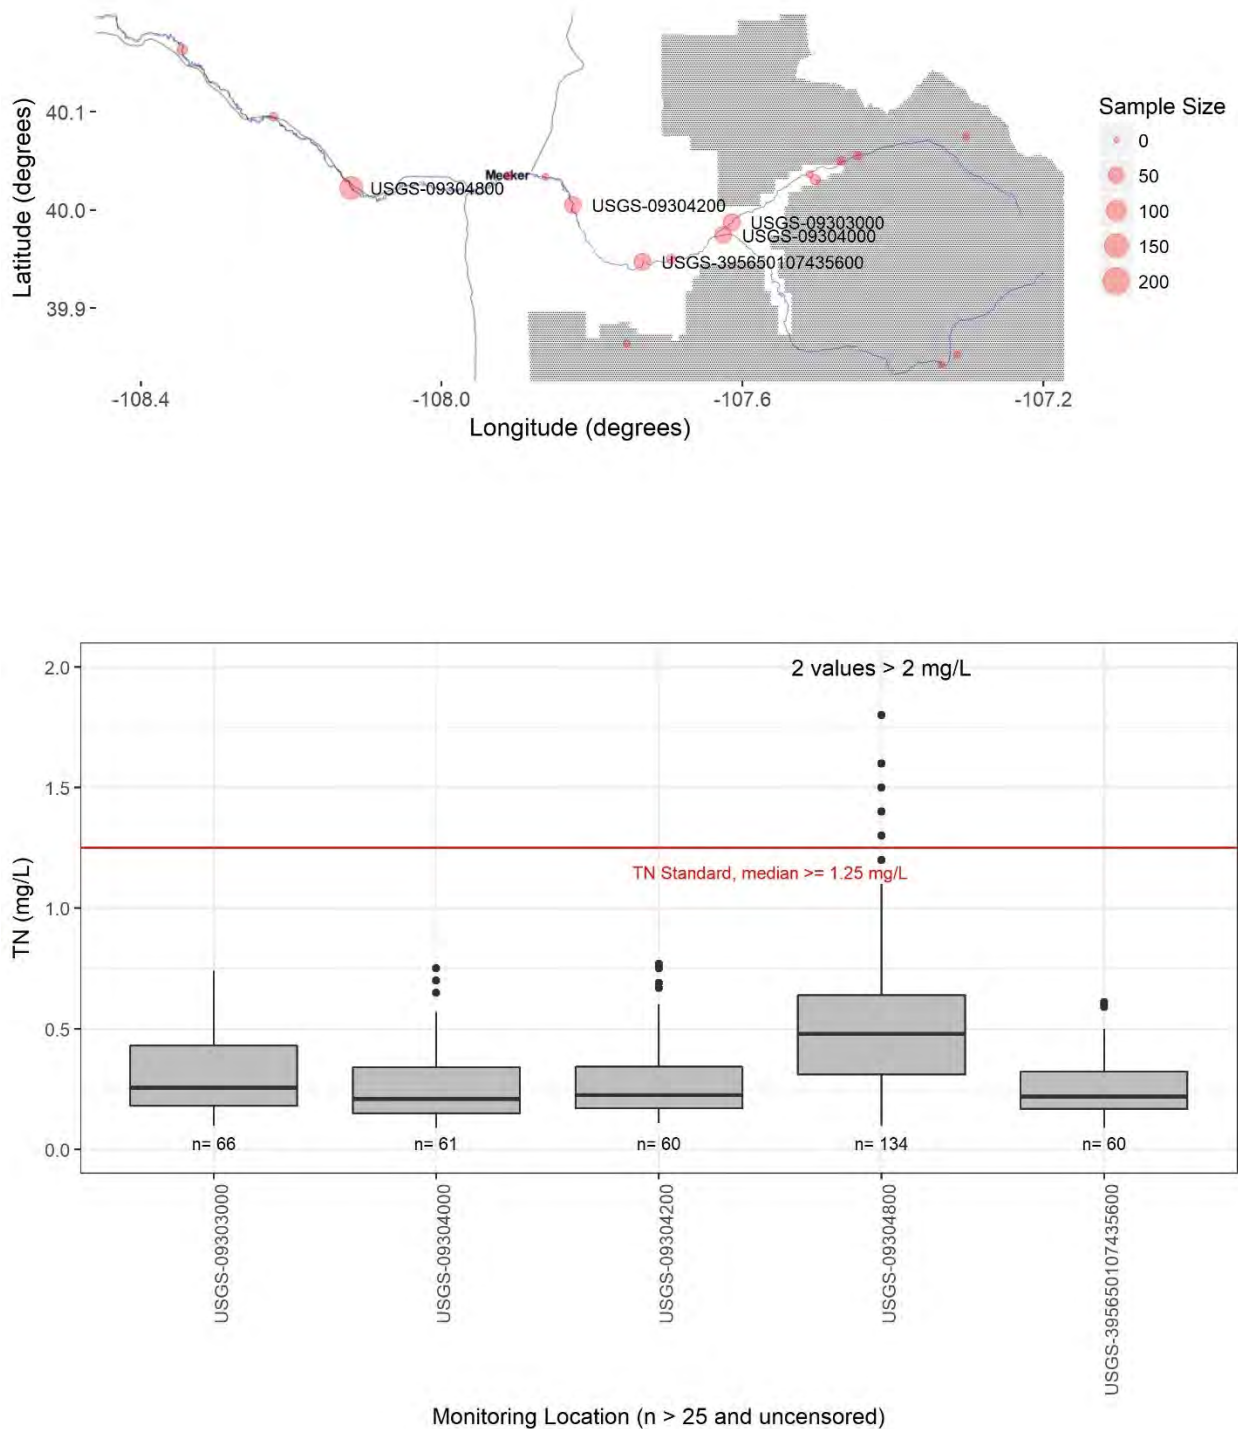 Latitude (degrees)
40.1
40.0
39.9
-108.4
-108.0
-107.6
-107.2
Longitude (degrees)
Meeker
USGS-09304800
USGS-09304200
USGS-09303000
USGS-09304000
USGS-395650107435600
Sample Size
0
50
100
150
200
TN (mg/L)
2.0
1.5
1.0
0.5
0.0
2 values > 2 mg/L
TN Standard, median >= 1.25 mg/L
n= 66
n= 61
n= 60
n= 134
n= 60
USGS-09303000
USGS-09304000
USGS-09304200
USGS-09304800
USGS-395650107435600
Monitoring Location (n > 25 and uncensored)